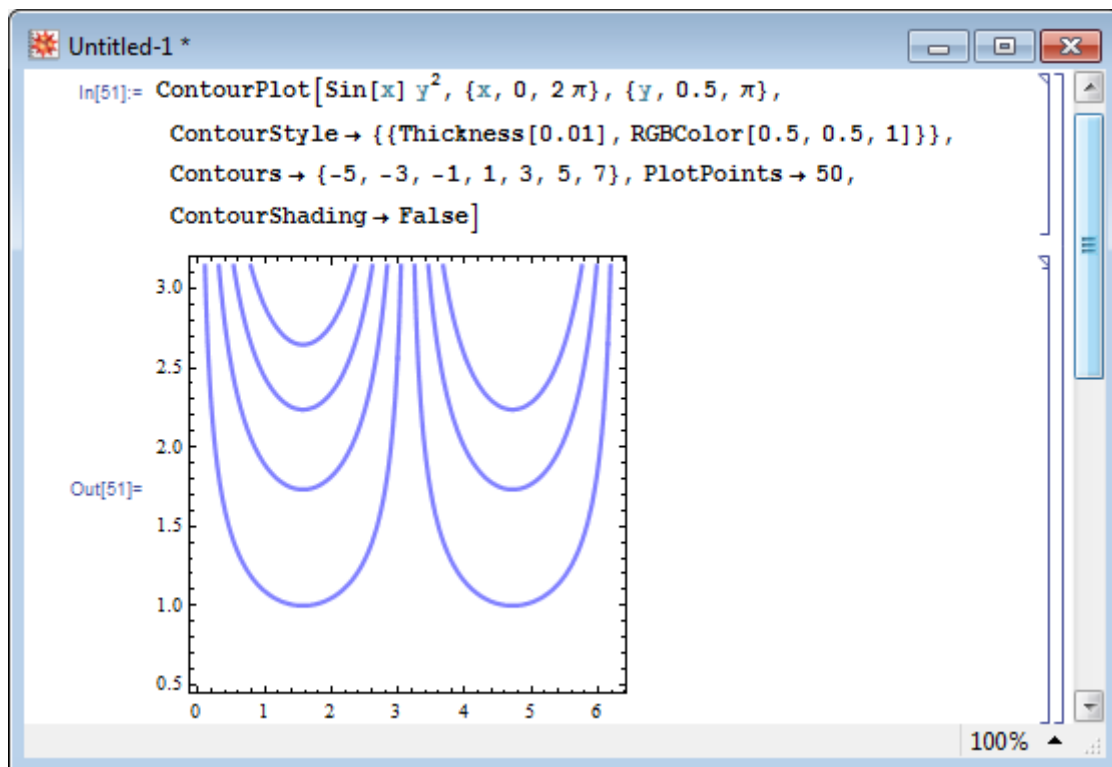 Untitled-1 *
In[51]:= ContourPlot[Sin[x] y², {x, 0, 2 π}, {y, 0.5, π},
ContourStyle → {{Thickness[0.01], RGBColor[0.5, 0.5, 1]}},
Contours → {-5, -3, -1, 1, 3, 5, 7}, PlotPoints → 50,
ContourShading → False]
3.0
2.5
2.0
Out[51]=
1.5
1.0
0.5
0 1 2 3 4 5 6
100%